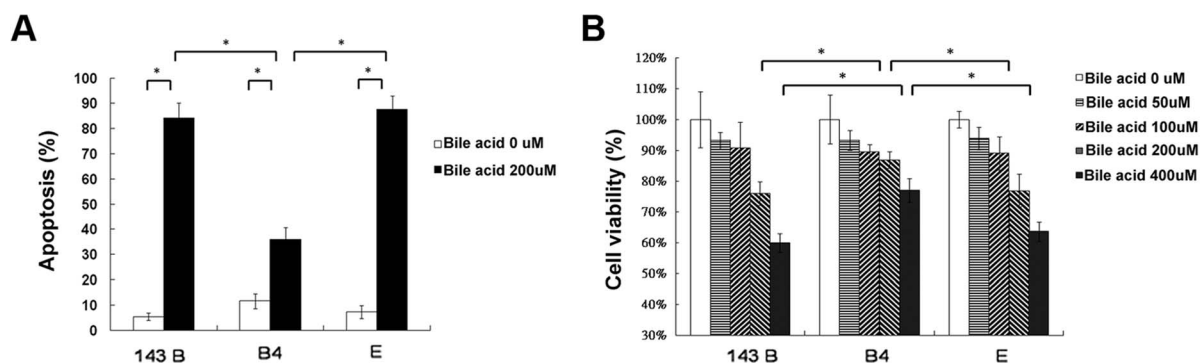 A
*
*
*
*
*
100
90
80
70
60
50
40
30
20
10
0
Apoptosis (%)
143 B
B4
E
Bile acid 0 uM
Bile acid 200uM
B
*
*
*
*
120%
110%
100%
90%
80%
70%
60%
50%
40%
30%
Cell viability (%)
143 B
B4
E
Bile acid 0 uM
Bile acid 50uM
Bile acid 100uM
Bile acid 200uM
Bile acid 400uM